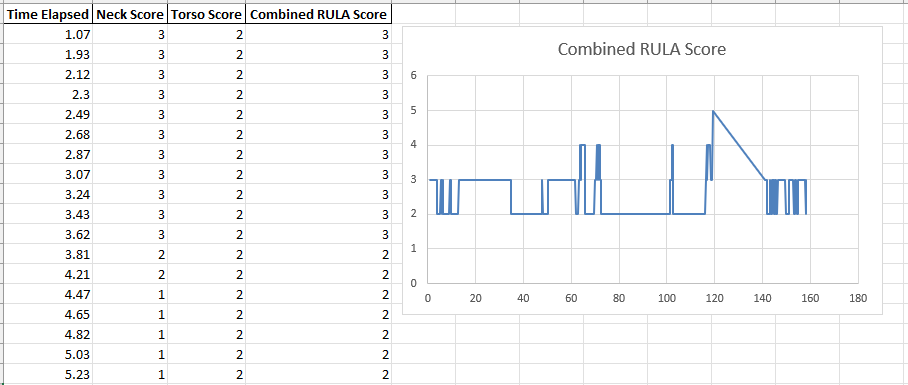 Time Elapsed Neck Score Torso Score Combined RULA Score
1.07 3 2 3
1.93 3 2 3
2.12 3 2 3
2.3 3 2 3
2.49 3 2 3
2.68 3 2 3
2.87 3 2 3
3.07 3 2 3
3.24 3 2 3
3.43 3 2 3
3.62 3 2 3
3.81 2 2 2
4.21 2 2 2
4.47 1 2 2
4.65 1 2 2
4.82 1 2 2
5.03 1 2 2
5.23 1 2 2
Combined RULA Score
6
5
4
3
2
1
0
0 20 40 60 80 100 120 140 160 180